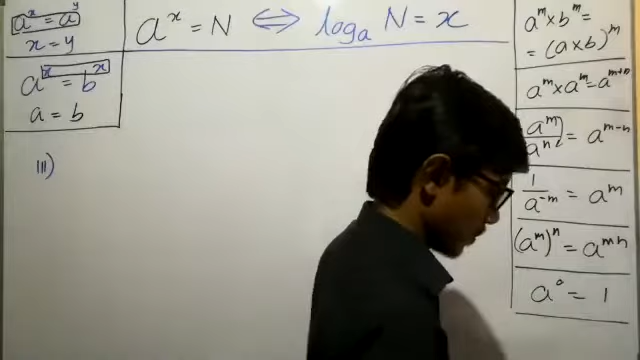 a^x = a^y
x = y
a^x = b^x
a = b
III)
a^x = N ⟺ log_a N = x
a^m × b^m =
= (a × b)^m
a^m × a^m = a^(m+n)
a^m / a^n = a^(m-n)
1 / a^(-m) = a^m
(a^m)^n = a^(mn)
a^0 = 1